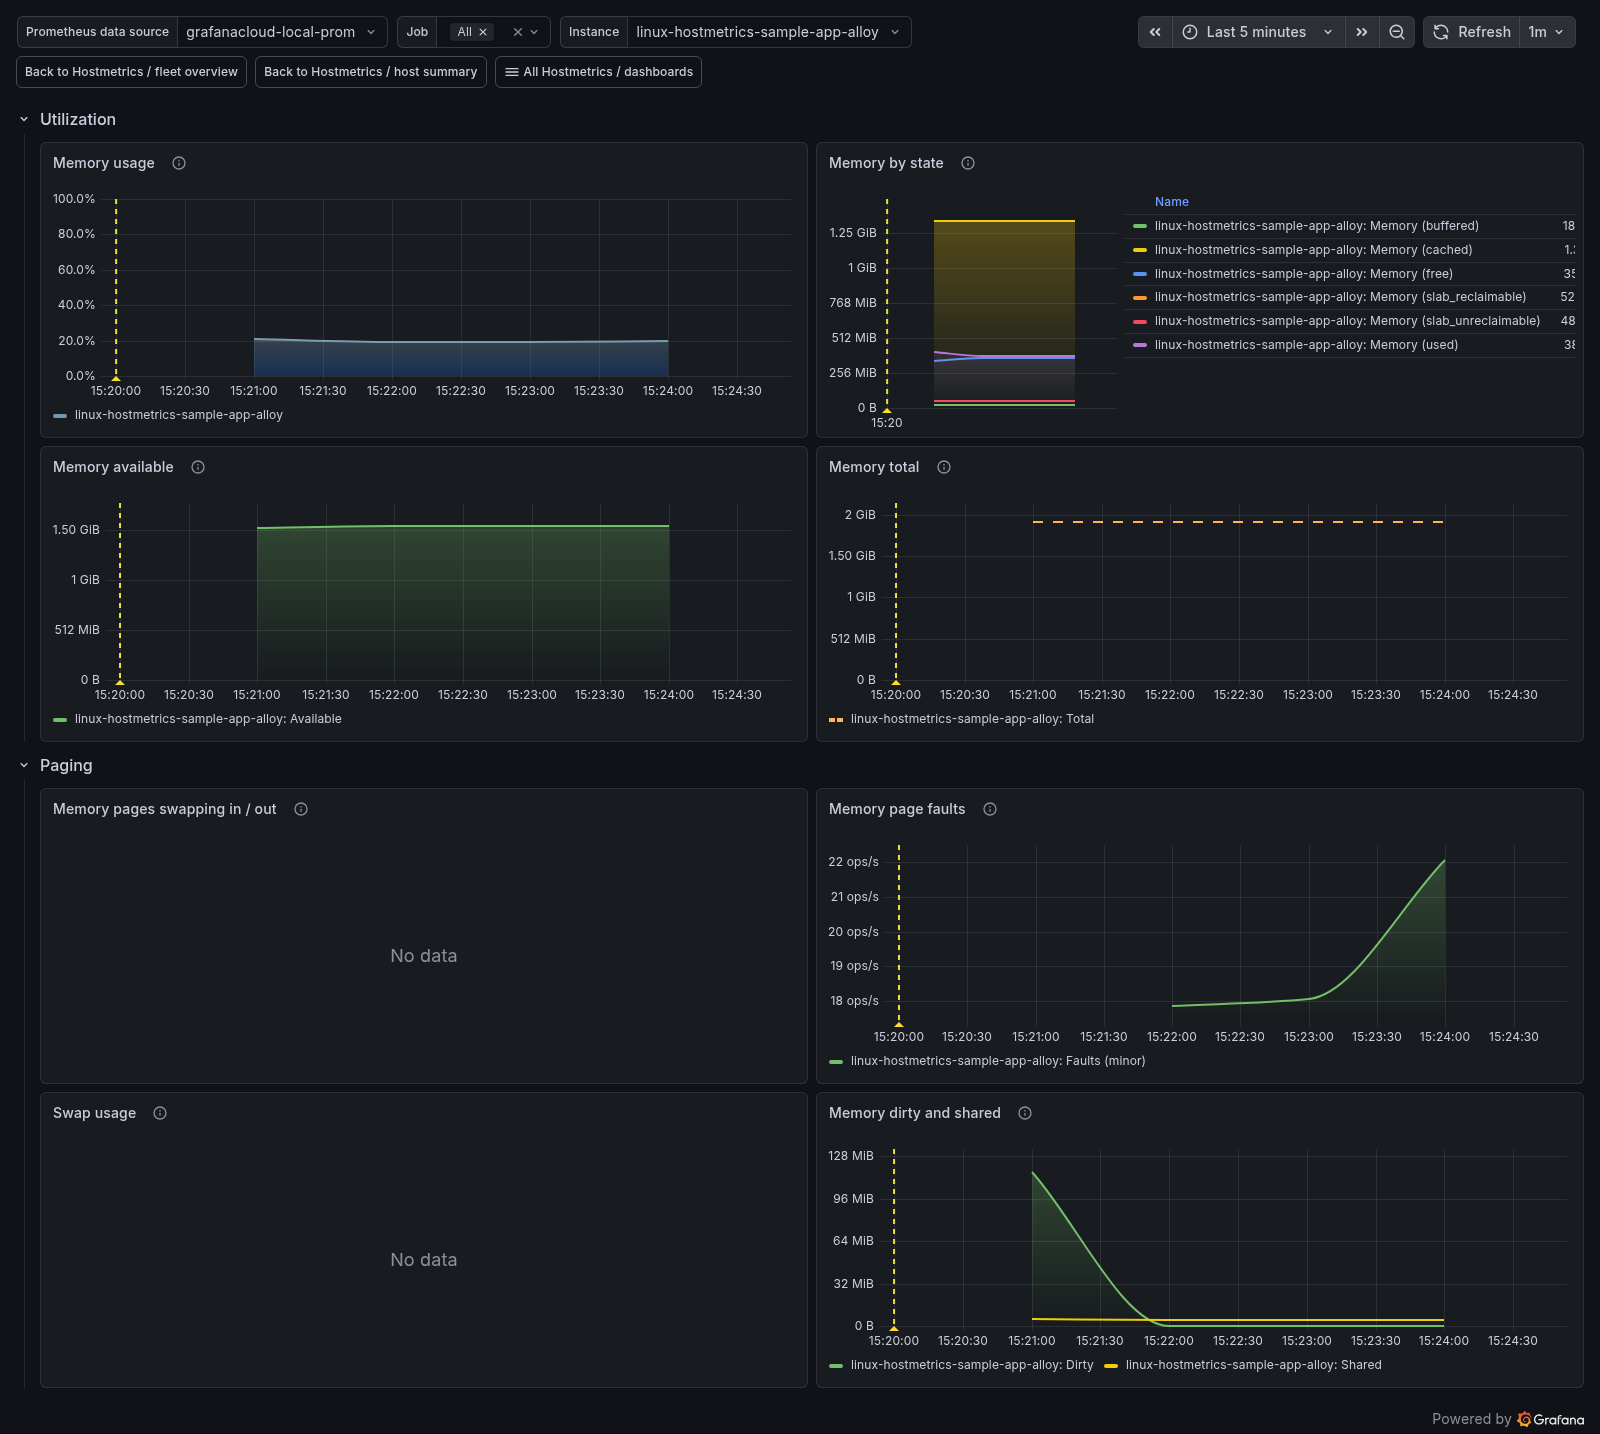 Prometheus data source grafanacloud-local-prom Job All Instance linux-hostmetrics-sample-app-alloy Last 5 minutes Refresh 1m
Back to Hostmetrics / fleet overview Back to Hostmetrics / host summary All Hostmetrics / dashboards
Utilization
Memory usage
100.0%
80.0%
60.0%
40.0%
20.0%
0.0%
15:20:00 15:20:30 15:21:00 15:21:30 15:22:00 15:22:30 15:23:00 15:23:30 15:24:00 15:24:30
linux-hostmetrics-sample-app-alloy
Memory by state
1.25 GiB
1 GiB
768 MiB
512 MiB
256 MiB
0 B
15:20
Name
linux-hostmetrics-sample-app-alloy: Memory (buffered) 18
linux-hostmetrics-sample-app-alloy: Memory (cached)
linux-hostmetrics-sample-app-alloy: Memory (free) 35
linux-hostmetrics-sample-app-alloy: Memory (slab_reclaimable) 52
linux-hostmetrics-sample-app-alloy: Memory (slab_unreclaimable) 48
linux-hostmetrics-sample-app-alloy: Memory (used) 38
Memory available
1.50 GiB
1 GiB
512 MiB
0 B
15:20:00 15:20:30 15:21:00 15:21:30 15:22:00 15:22:30 15:23:00 15:23:30 15:24:00 15:24:30
linux-hostmetrics-sample-app-alloy: Available
Memory total
2 GiB
1.50 GiB
1 GiB
512 MiB
0 B
15:20:00 15:20:30 15:21:00 15:21:30 15:22:00 15:22:30 15:23:00 15:23:30 15:24:00 15:24:30
linux-hostmetrics-sample-app-alloy: Total
Paging
Memory pages swapping in / out
No data
Memory page faults
22 ops/s
21 ops/s
20 ops/s
19 ops/s
18 ops/s
15:20:00 15:20:30 15:21:00 15:21:30 15:22:00 15:22:30 15:23:00 15:23:30 15:24:00 15:24:30
linux-hostmetrics-sample-app-alloy: Faults (minor)
Swap usage
No data
Memory dirty and shared
128 MiB
96 MiB
64 MiB
32 MiB
0 B
15:20:00 15:20:30 15:21:00 15:21:30 15:22:00 15:22:30 15:23:00 15:23:30 15:24:00 15:24:30
linux-hostmetrics-sample-app-alloy: Dirty linux-hostmetrics-sample-app-alloy: Shared
Powered by Grafana